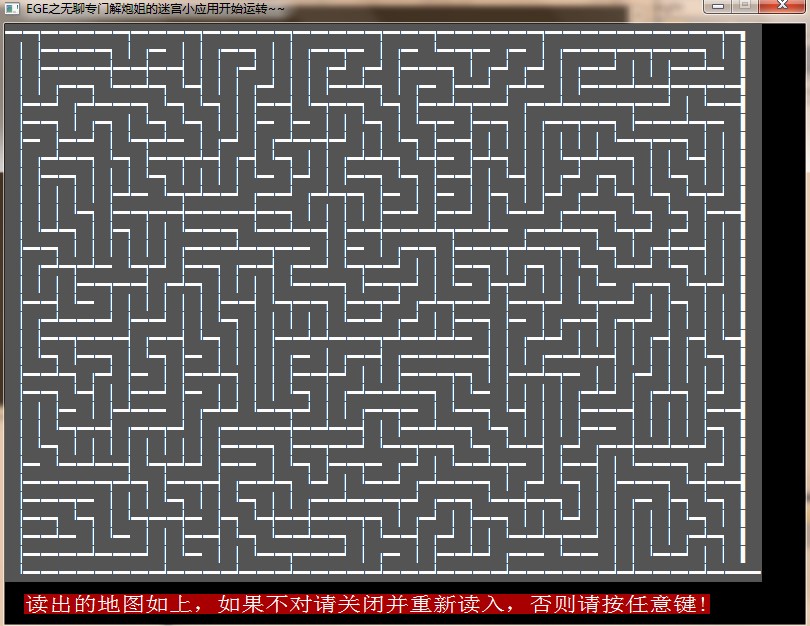 EGE之无聊专门解炮姐的迷宫小应用开始运转~~
读出的地图如上，如果不对请关闭并重新读入，否则请按任意键！